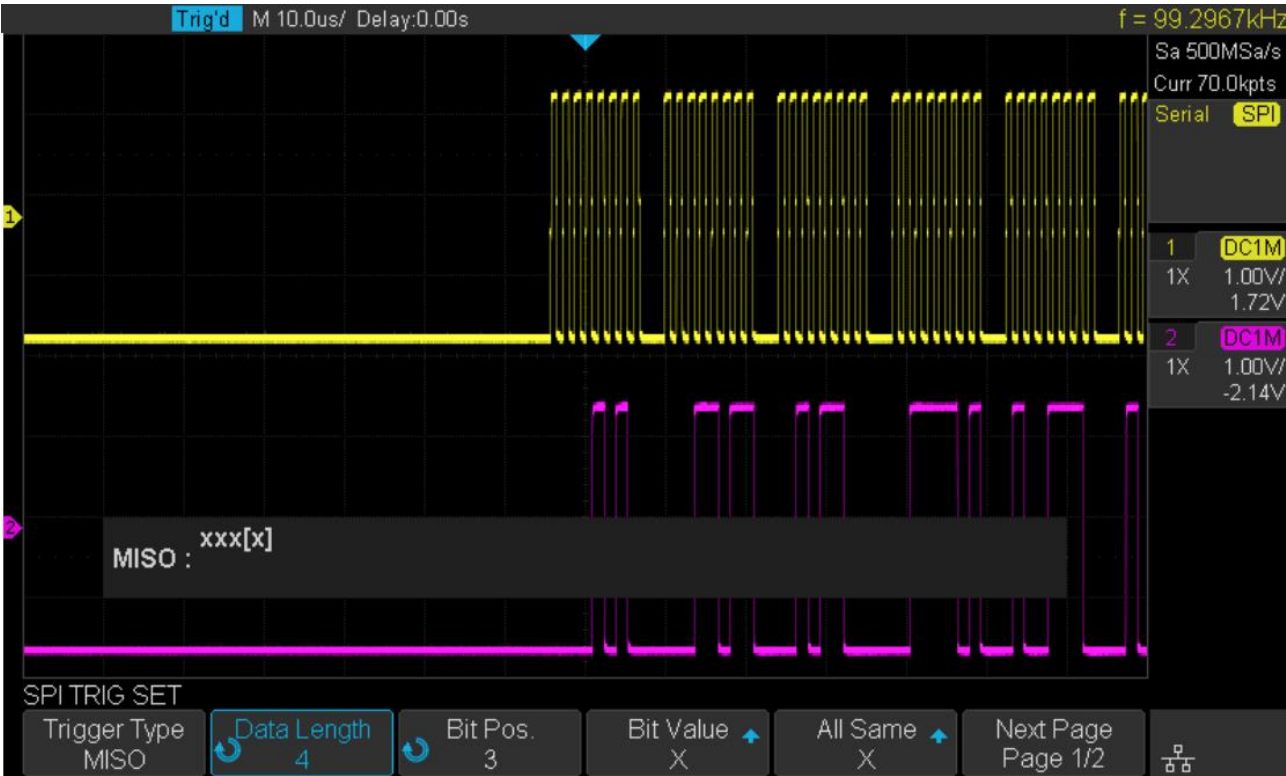 Trig'd M 10.0us/ Delay:0.00s f = 99.2967kHz
Sa 500MSa/s
Curr 70.0kpts
Serial SPI
1
1 DC1M
1X 1.00V/
1.72V
2 DC1M
1X 1.00V/
-2.14V
2
MISO : xxx[x]
SPI TRIG SET
Trigger Type Data Length Bit Pos. Bit Value All Same Next Page
MISO 4 3 X X Page 1/2